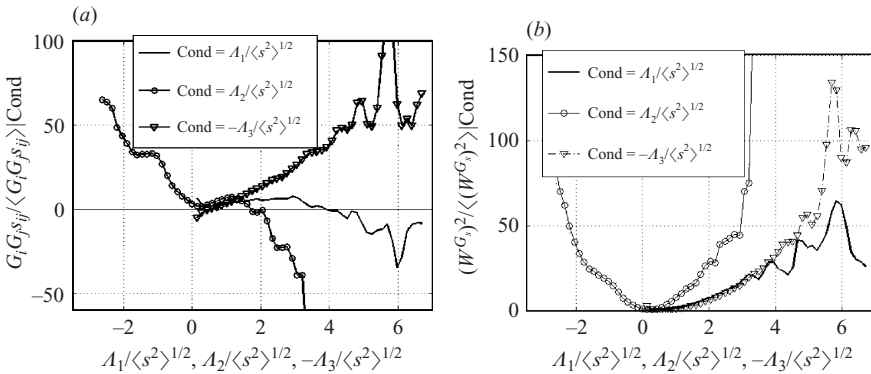 (a)
100
50
0
−50
−2
0
2
4
6
Cond = Λ1/⟨s²⟩^1/2
Cond = Λ2/⟨s²⟩^1/2
Cond = −Λ3/⟨s²⟩^1/2
GiGjsij/⟨GiGjsij⟩|Cond
Λ1/⟨s²⟩^1/2, Λ2/⟨s²⟩^1/2, −Λ3/⟨s²⟩^1/2
(b)
150
100
50
0
−2
0
2
4
6
Cond = Λ1/⟨s²⟩^1/2
Cond = Λ2/⟨s²⟩^1/2
Cond = −Λ3/⟨s²⟩^1/2
(W^Gs)²/⟨(W^Gs)²⟩|Cond
Λ1/⟨s²⟩^1/2, Λ2/⟨s²⟩^1/2, −Λ3/⟨s²⟩^1/2